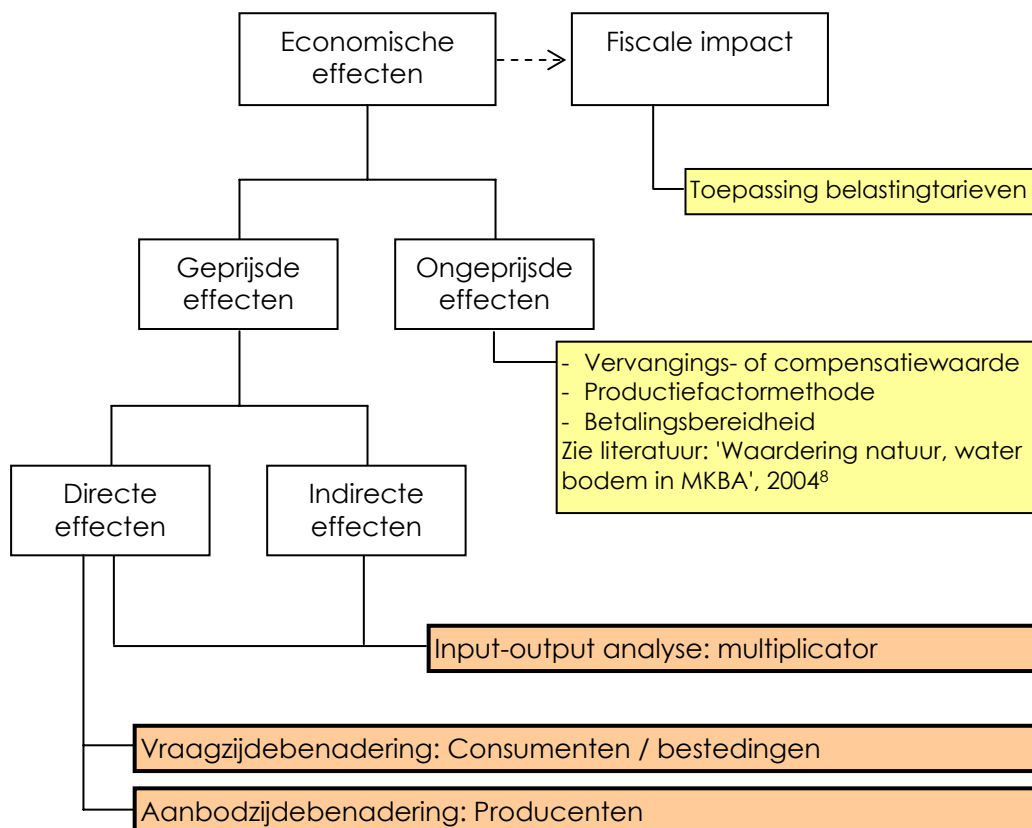 Economische
effecten
Fiscale impact
Toepassing belastingtarieven
Geprijsde
effecten
Ongeprijsde
effecten
- Vervangings- of compensatiewaarde
- Productiefactormethode
- Betalingsbereidheid
Zie literatuur: 'Waardering natuur, water
bodem in MKBA', 2004⁸
Directe
effecten
Indirecte
effecten
Input-output analyse: multiplicator
Vraagzijdebenadering: Consumenten / bestedingen
Aanbodzijdebenadering: Producenten